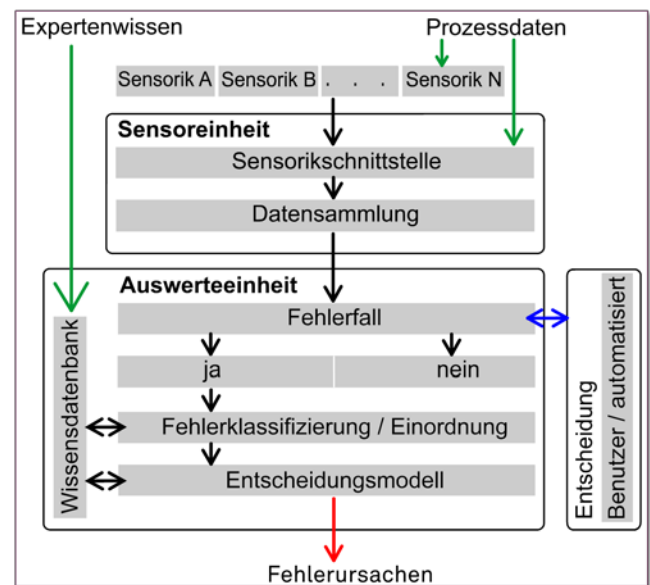 Expertenwissen
Prozessdaten
Sensorik A
Sensorik B
. . .
Sensorik N
Sensoreinheit
Sensorikschnittstelle
Datensammlung
Auswerteeinheit
Fehlerfall
ja
nein
Fehlerklassifizierung / Einordnung
Entscheidungsmodell
Wissensdatenbank
Entscheidung
Benutzer / automatisiert
Fehlerursachen